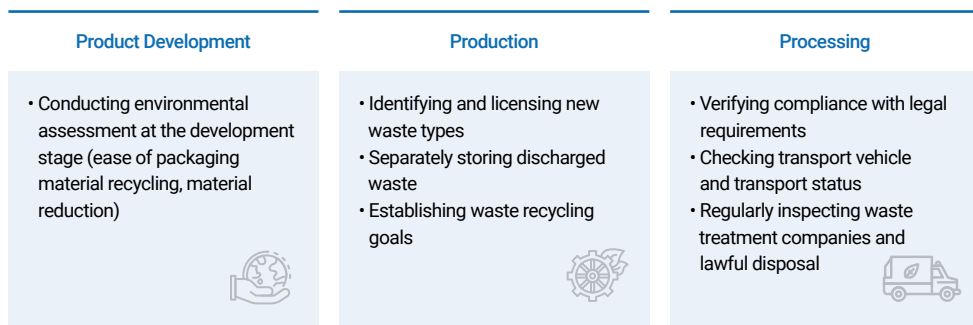 Product Development
• Conducting environmental
assessment at the development
stage (ease of packaging
material recycling, material
reduction)
Production
• Identifying and licensing new
waste types
• Separately storing discharged
waste
• Establishing waste recycling
goals
Processing
• Verifying compliance with legal
requirements
• Checking transport vehicle
and transport status
• Regularly inspecting waste
treatment companies and
lawful disposal